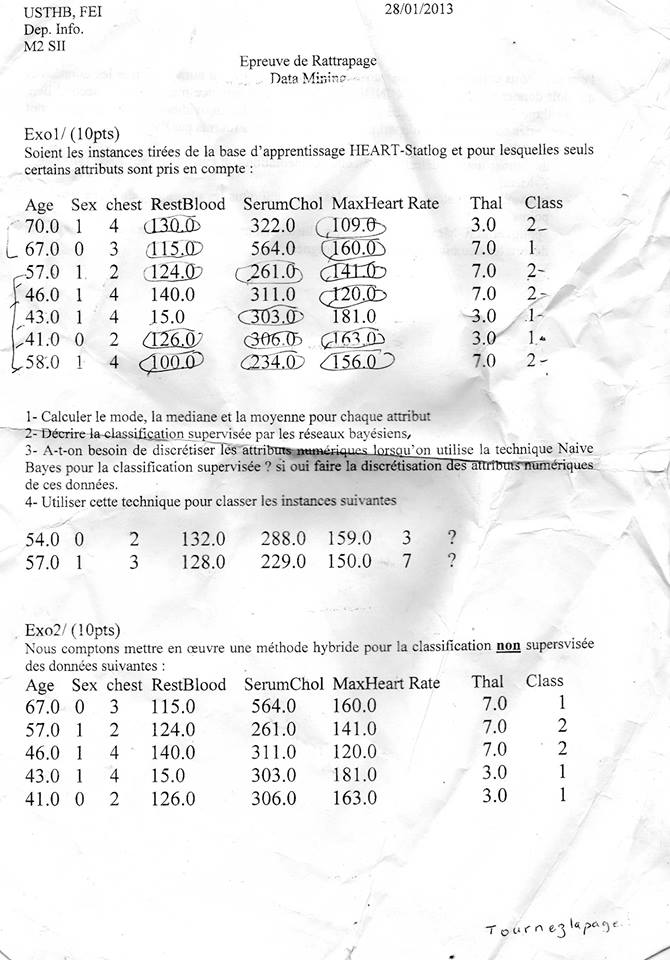 USTHB, FEI 28/01/2013
Dep. Info.
M2 SII
Epreuve de Rattrapage
Data Mining
Exo1/ (10pts)
Soient les instances tirées de la base d'apprentissage HEART-Statlog et pour lesquelles seuls
certains attributs sont pris en compte :
Age Sex chest RestBlood SerumChol MaxHeart Rate Thal Class
70.0 1 4 130.0 322.0 109.0 3.0 2
67.0 0 3 115.0 564.0 160.0 7.0 1
57.0 1 2 124.0 261.0 141.0 7.0 2
46.0 1 4 140.0 311.0 120.0 7.0 2
43.0 1 4 15.0 303.0 181.0 3.0 1
41.0 0 2 126.0 306.0 163.0 3.0 1
58.0 1 4 100.0 234.0 156.0 7.0 2
1- Calculer le mode, la mediane et la moyenne pour chaque attribut
2- Décrire la classification supervisée par les réseaux bayésiens,
3- A-t-on besoin de discrétiser les attributs numériques lorsqu'on utilise la technique Naive
Bayes pour la classification supervisée ? si oui faire la discrétisation des attributs numériques
de ces données.
4- Utiliser cette technique pour classer les instances suivantes
54.0 0 2 132.0 288.0 159.0 3 ?
57.0 1 3 128.0 229.0 150.0 7 ?
Exo2/ (10pts)
Nous comptons mettre en œuvre une méthode hybride pour la classification non supersvisée
des données suivantes :
Age Sex chest RestBlood SerumChol MaxHeart Rate Thal Class
67.0 0 3 115.0 564.0 160.0 7.0 1
57.0 1 2 124.0 261.0 141.0 7.0 2
46.0 1 4 140.0 311.0 120.0 7.0 2
43.0 1 4 15.0 303.0 181.0 3.0 1
41.0 0 2 126.0 306.0 163.0 3.0 1
Tournez la page